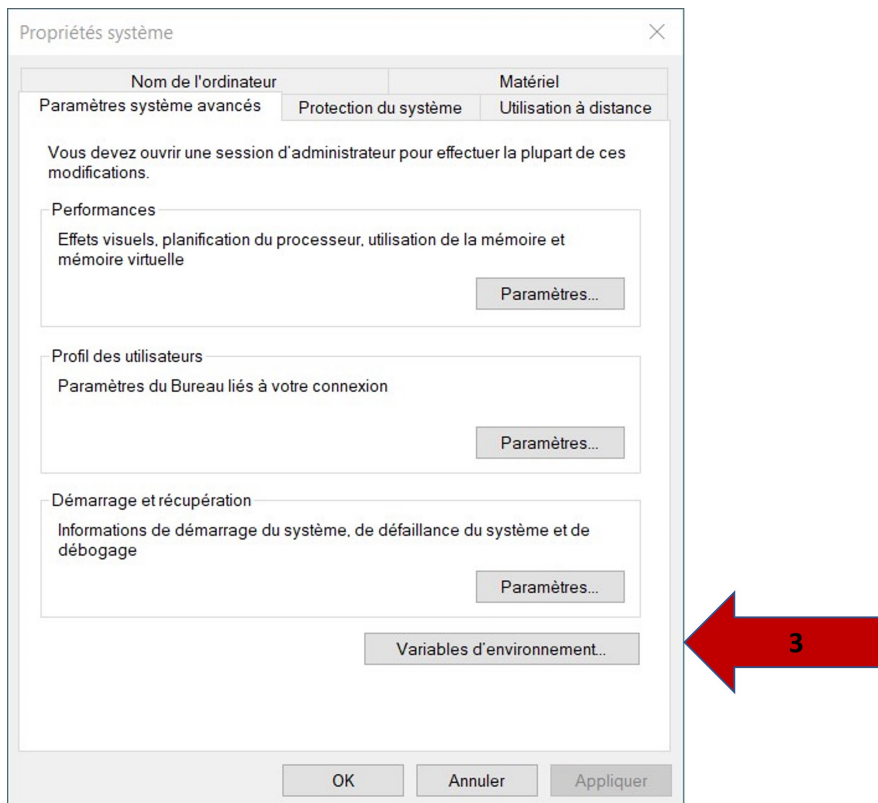 Propriétés système
Nom de l'ordinateur
Matériel
Paramètres système avancés
Protection du système
Utilisation à distance
Vous devez ouvrir une session d'administrateur pour effectuer la plupart de ces
modifications.
Performances
Effets visuels, planification du processeur, utilisation de la mémoire et
mémoire virtuelle
Paramètres...
Profil des utilisateurs
Paramètres du Bureau liés à votre connexion
Paramètres...
Démarrage et récupération
Informations de démarrage du système, de défaillance du système et de
débogage
Paramètres...
Variables d'environnement...
3
OK
Annuler
Appliquer